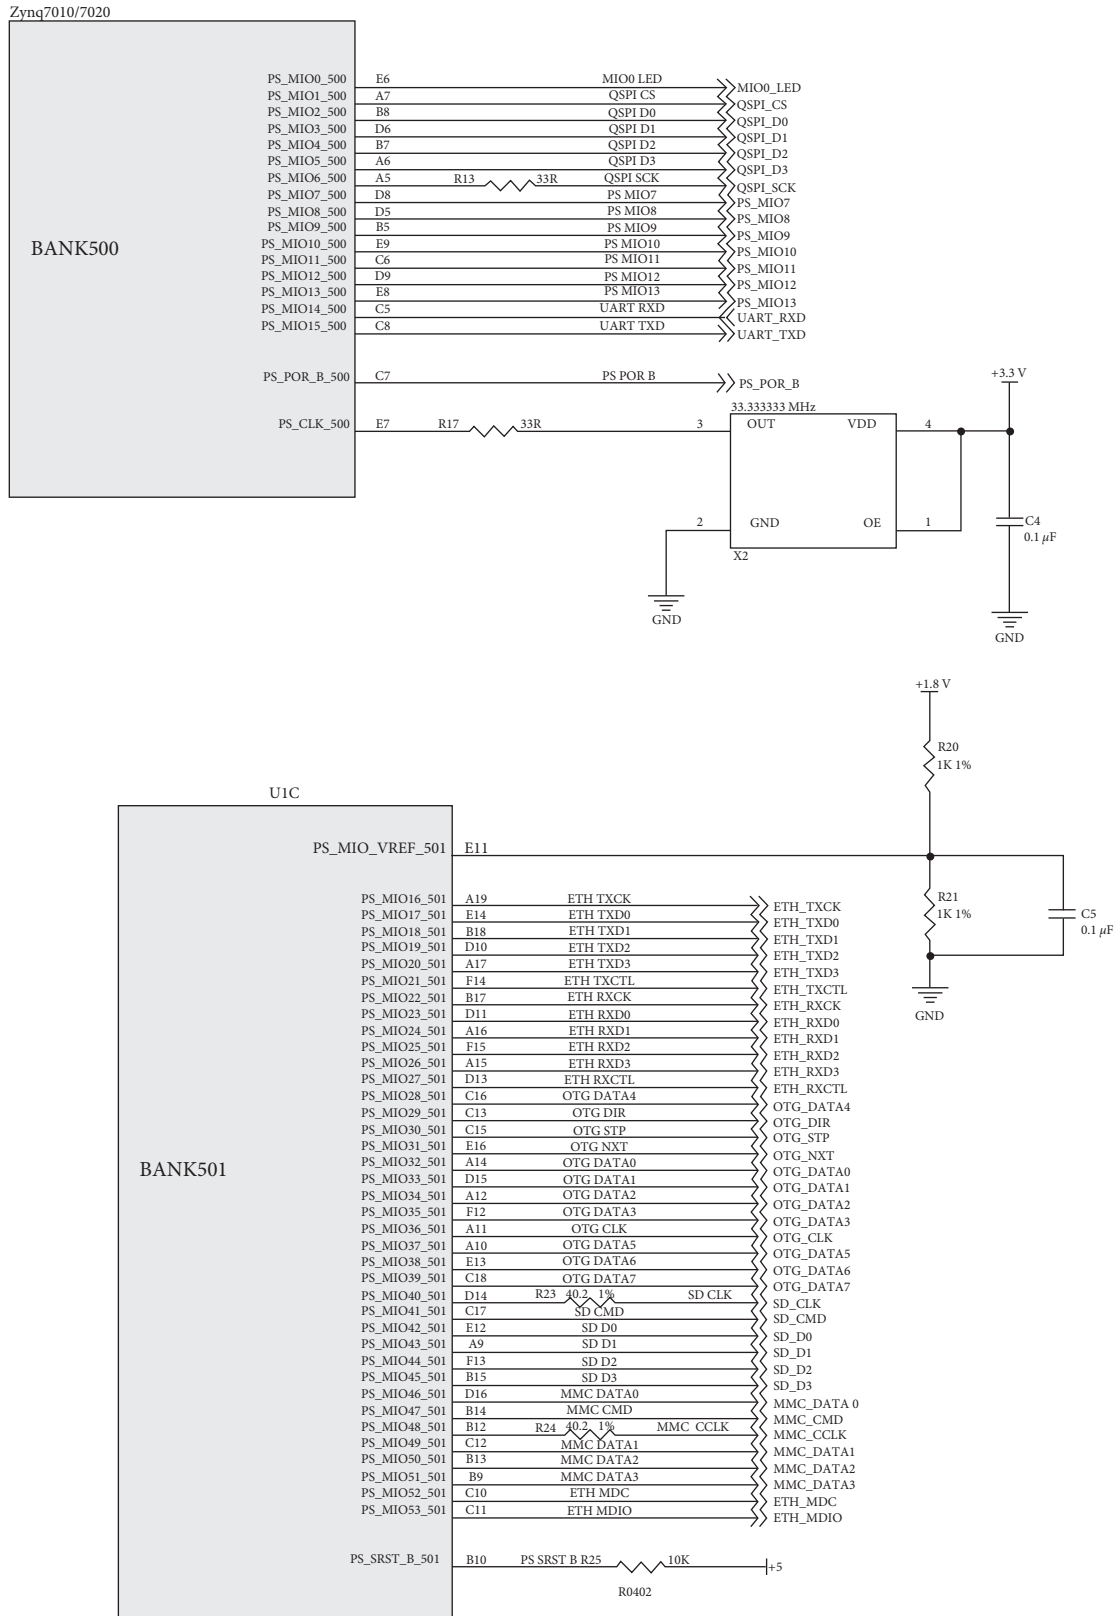 Zynq7010/7020
BANK500
PS_MIO0_500 E6 MIO0 LED MIO0_LED
PS_MIO1_500 A7 QSPI CS QSPI_CS
PS_MIO2_500 B8 QSPI D0 QSPI_D0
PS_MIO3_500 D6 QSPI D1 QSPI_D1
PS_MIO4_500 B7 QSPI D2 QSPI_D2
PS_MIO5_500 A6 QSPI D3 QSPI_D3
PS_MIO6_500 A5 R13 33R QSPI SCK QSPI_SCK
PS_MIO7_500 D8 PS MIO7 PS_MIO7
PS_MIO8_500 D5 PS MIO8 PS_MIO8
PS_MIO9_500 B5 PS MIO9 PS_MIO9
PS_MIO10_500 E9 PS MIO10 PS_MIO10
PS_MIO11_500 C6 PS MIO11 PS_MIO11
PS_MIO12_500 D9 PS MIO12 PS_MIO12
PS_MIO13_500 E8 PS MIO13 PS_MIO13
PS_MIO14_500 C5 UART RXD UART_RXD
PS_MIO15_500 C8 UART TXD UART_TXD
PS_POR_B_500 C7 PS POR B PS_POR_B
+3.3 V
33.333333 MHz
PS_CLK_500 E7 R17 33R 3 OUT VDD 4
2 GND OE 1
C4
0.1 µF
X2
GND
GND
+1.8 V
R20
1K 1%
U1C
BANK501
PS_MIO_VREF_501 E11
R21
1K 1%
C5
0.1 µF
GND
PS_MIO16_501 A19 ETH TXCK ETH_TXCK
PS_MIO17_501 E14 ETH TXD0 ETH_TXD0
PS_MIO18_501 B18 ETH TXD1 ETH_TXD1
PS_MIO19_501 D10 ETH TXD2 ETH_TXD2
PS_MIO20_501 A17 ETH TXD3 ETH_TXD3
PS_MIO21_501 F14 ETH TXCTL ETH_TXCTL
PS_MIO22_501 B17 ETH RXCK ETH_RXCK
PS_MIO23_501 D11 ETH RXD0 ETH_RXD0
PS_MIO24_501 A16 ETH RXD1 ETH_RXD1
PS_MIO25_501 F15 ETH RXD2 ETH_RXD2
PS_MIO26_501 A15 ETH RXD3 ETH_RXD3
PS_MIO27_501 D13 ETH RXCTL ETH_RXCTL
PS_MIO28_501 C16 OTG DATA4 OTG_DATA4
PS_MIO29_501 C13 OTG DIR OTG_DIR
PS_MIO30_501 C15 OTG STP OTG_STP
PS_MIO31_501 E16 OTG NXT OTG_NXT
PS_MIO32_501 A14 OTG DATA0 OTG_DATA0
PS_MIO33_501 D15 OTG DATA1 OTG_DATA1
PS_MIO34_501 A12 OTG DATA2 OTG_DATA2
PS_MIO35_501 F12 OTG DATA3 OTG_DATA3
PS_MIO36_501 A11 OTG CLK OTG_CLK
PS_MIO37_501 A10 OTG DATA5 OTG_DATA5
PS_MIO38_501 E13 OTG DATA6 OTG_DATA6
PS_MIO39_501 C18 OTG DATA7 OTG_DATA7
PS_MIO40_501 D14 R23 40.2 1% SD CLK SD_CLK
PS_MIO41_501 C17 SD CMD SD_CMD
PS_MIO42_501 E12 SD D0 SD_D0
PS_MIO43_501 A9 SD D1 SD_D1
PS_MIO44_501 F13 SD D2 SD_D2
PS_MIO45_501 B15 SD D3 SD_D3
PS_MIO46_501 D16 MMC DATA0 MMC_DATA 0
PS_MIO47_501 B14 MMC CMD MMC_CMD
PS_MIO48_501 B12 R24 40.2 1% MMC CCLK MMC_CCLK
PS_MIO49_501 C12 MMC DATA1 MMC_DATA1
PS_MIO50_501 B13 MMC DATA2 MMC_DATA2
PS_MIO51_501 B9 MMC DATA3 MMC_DATA3
PS_MIO52_501 C10 ETH MDC ETH_MDC
PS_MIO53_501 C11 ETH MDIO ETH_MDIO
PS_SRST_B_501 B10 PS SRST B R25 10K +5
R0402